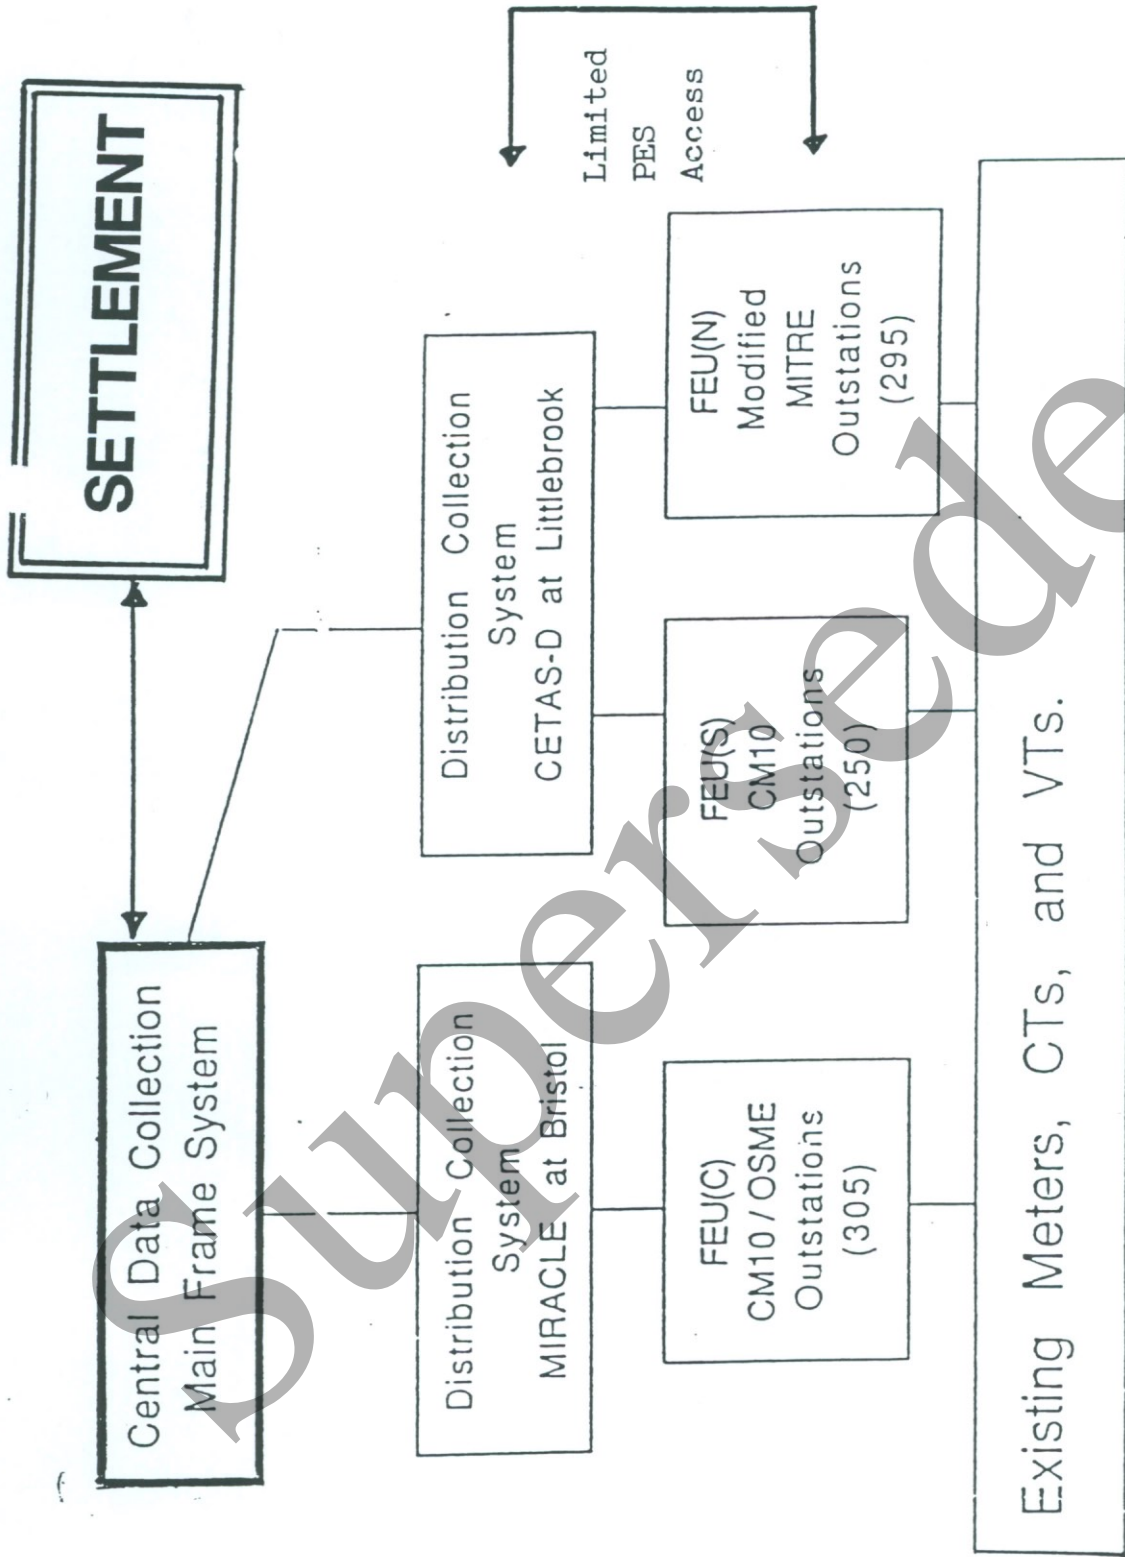 SETTLEMENT
Central Data Collection
Main Frame System
Distribution Collection
System
MIRACLE at Bristol
Distribution Collection
System
CETAS-D at Littlebrook
Limited
PES
Access
FEU(C)
CM10 / OSME
Outstations
(305)
FEU(S)
CM10
Outstations
(250)
FEU(N)
Modified
MITRE
Outstations
(295)
Existing Meters, CTs, and VTs.
Supersede